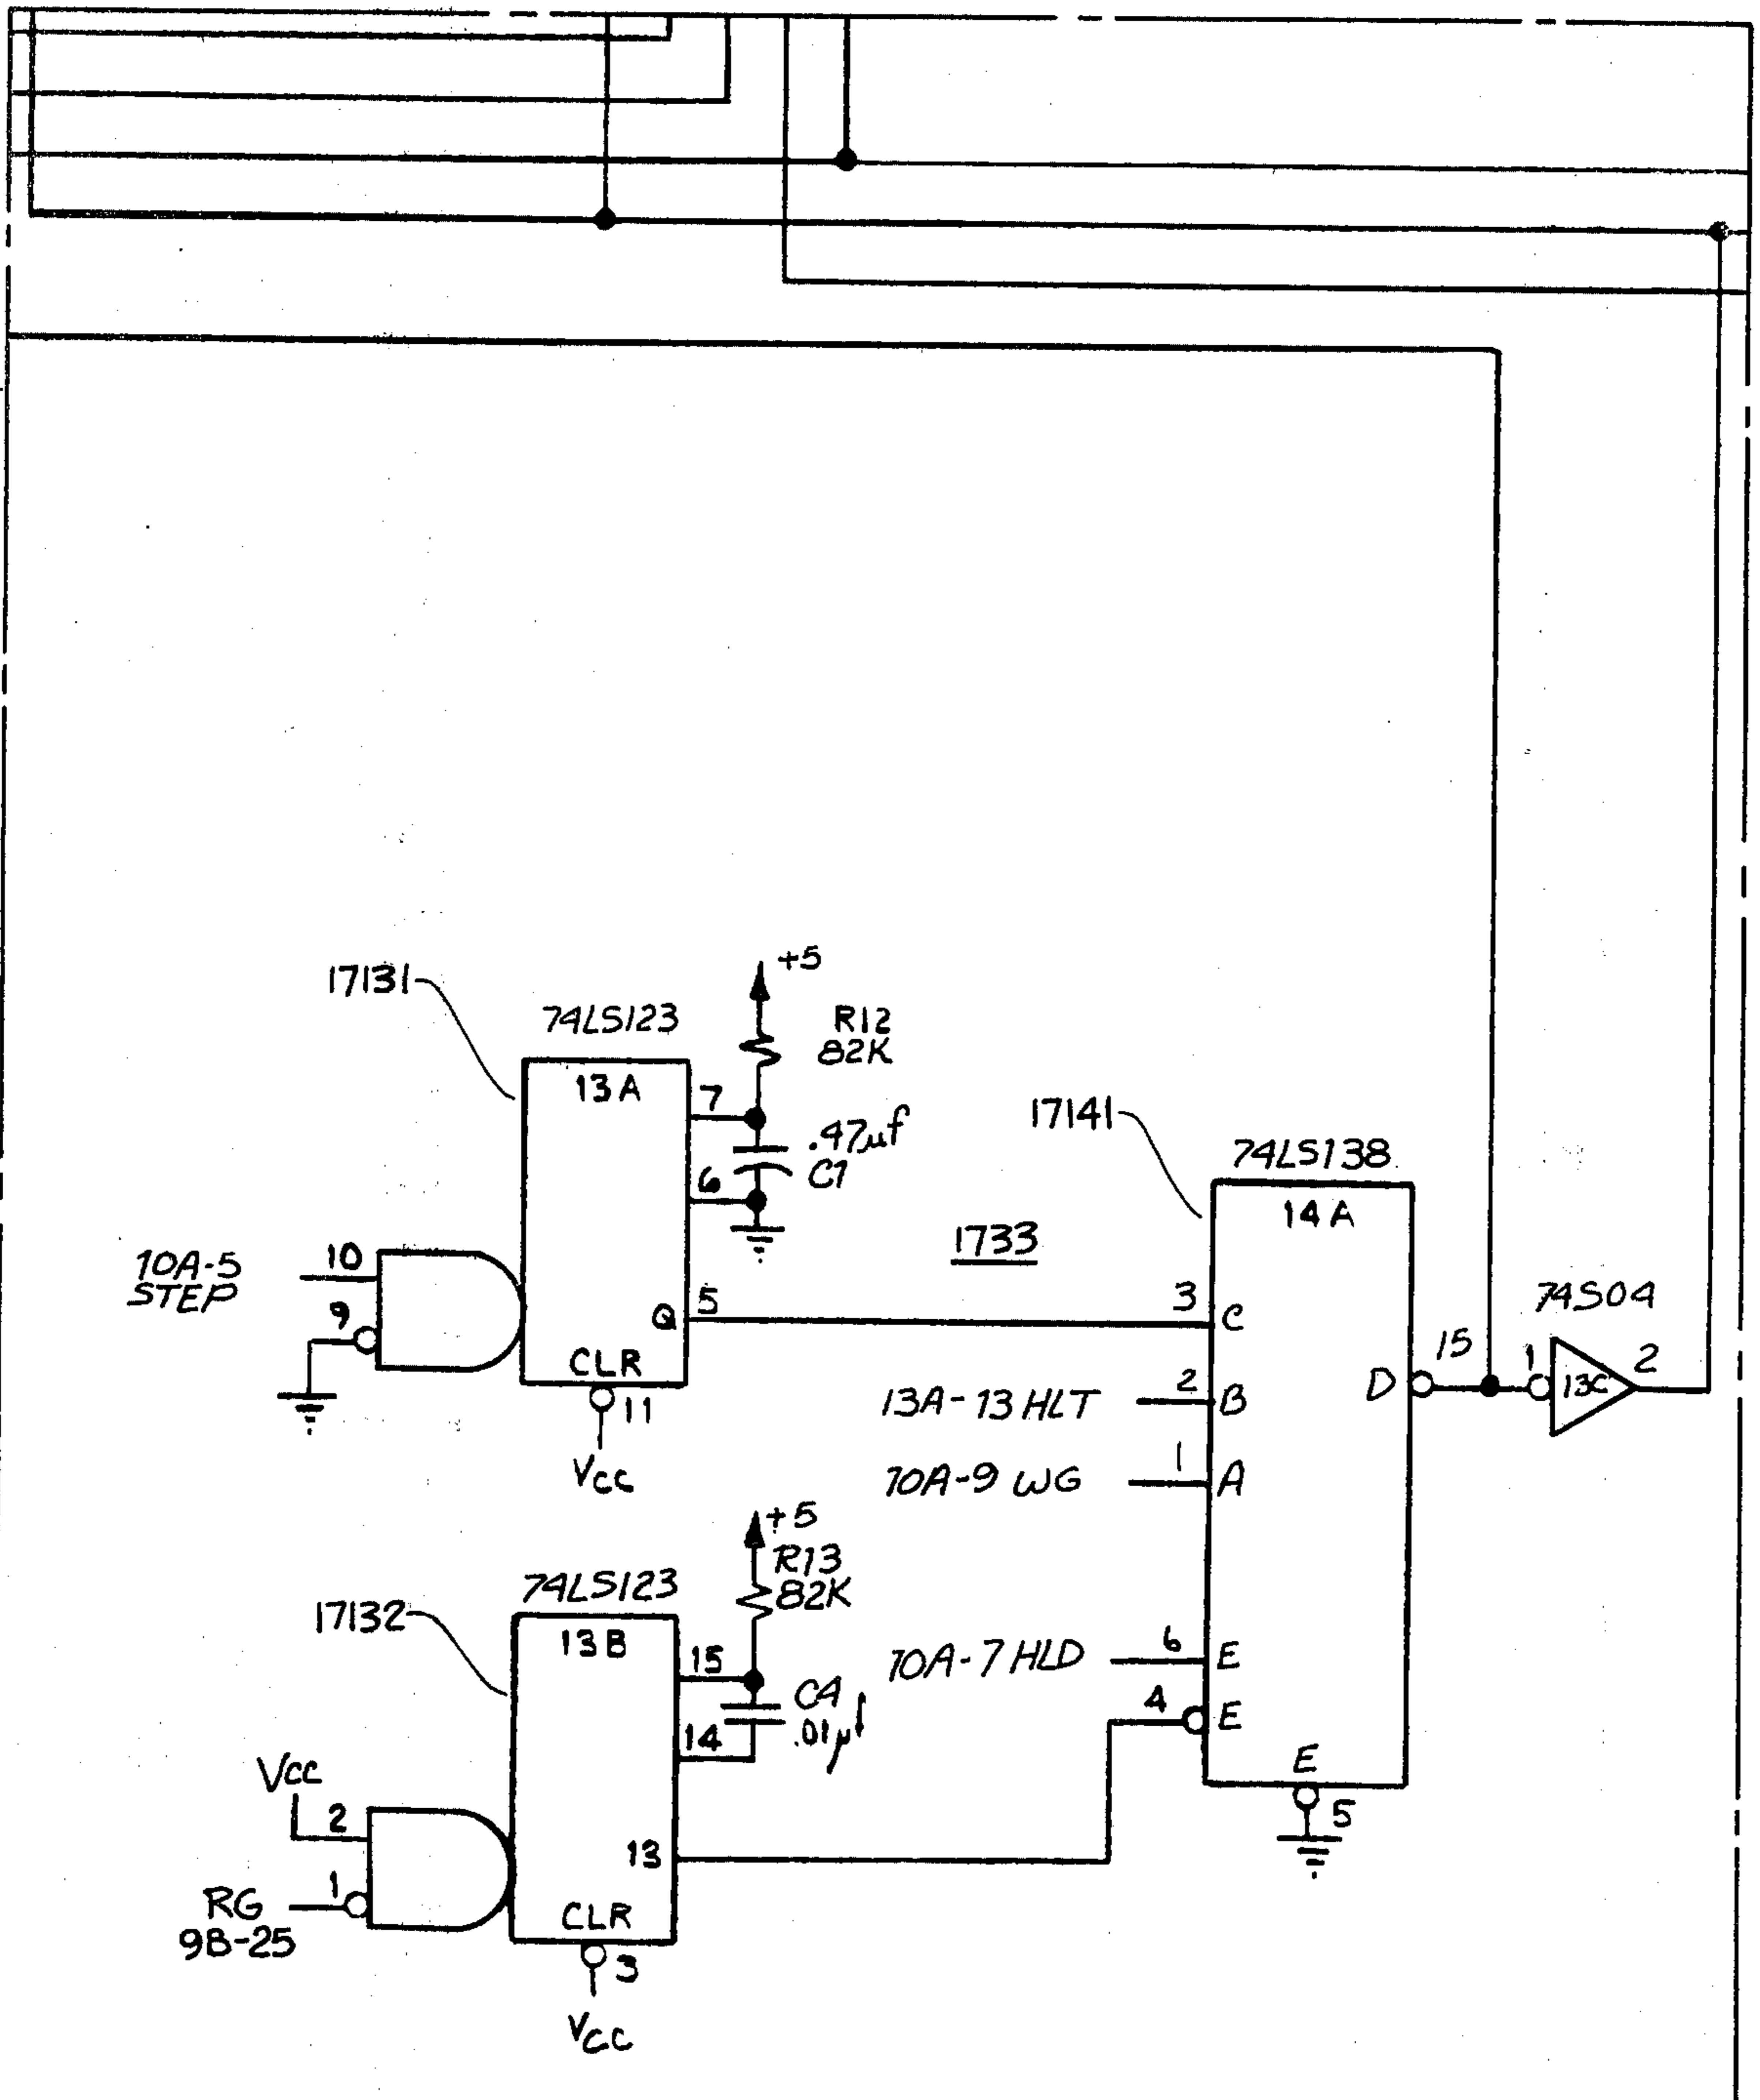 17131
74LS123
+5
R12
82K
13A
7
.47µf
C1
6
10A-5
STEP
10
9
Q
5
CLR
11
Vcc
1733
17141
74LS138
14A
3
C
13A-13 HLT
2
B
10A-9 WG
1
A
D
15
74S04
1
13C
2
10A-7 HLD
6
E
4
E
E
5
17132
74LS123
+5
R13
82K
13B
15
C4
14
Vcc
2
1
RG
9B-25
13
CLR
3
Vcc
.01µf